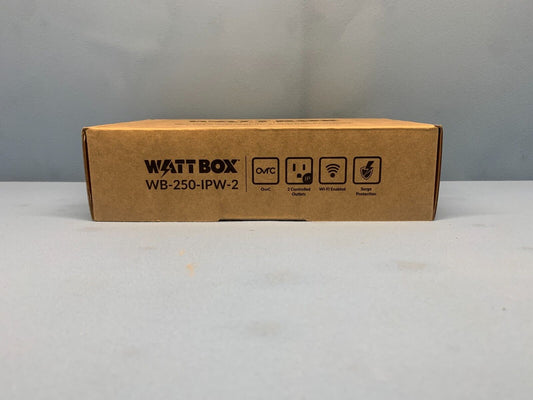 WATTBOX
WB-250-IPW-2
OvrC
OvrC
2 Controlled
Outlets
Wi-Fi Enabled
Surge
Protection